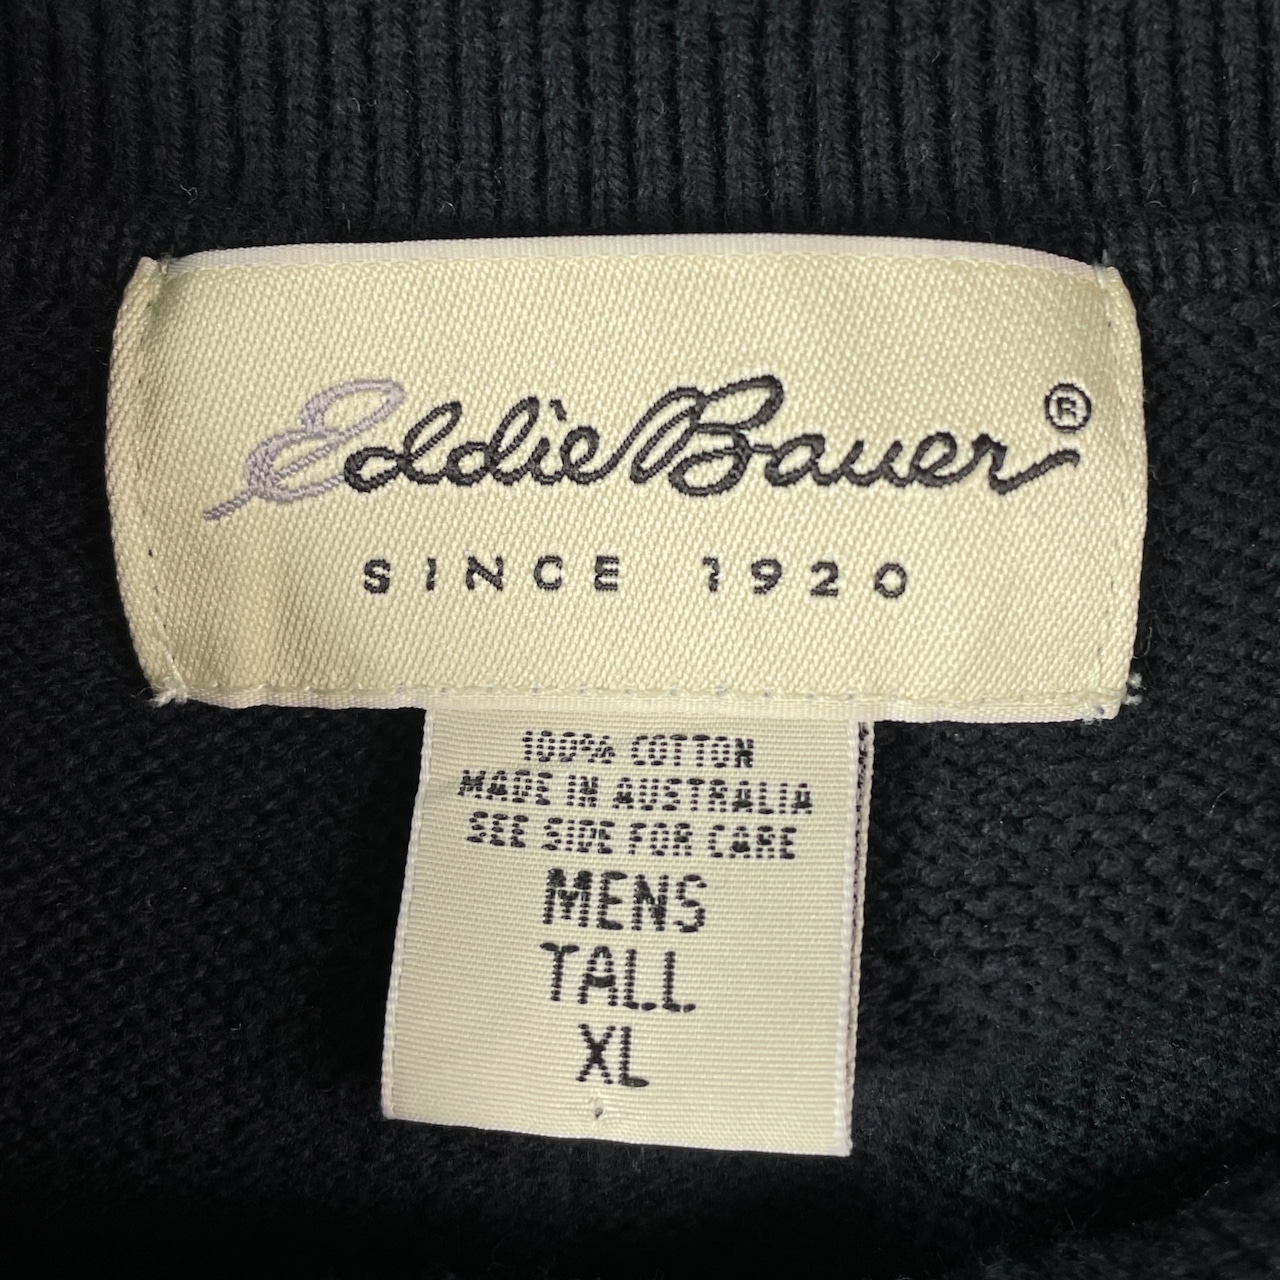 Eddie Bauer®
SINCE 1920
100% COTTON
MADE IN AUSTRALIA
SEE SIDE FOR CARE
MENS
TALL
XL